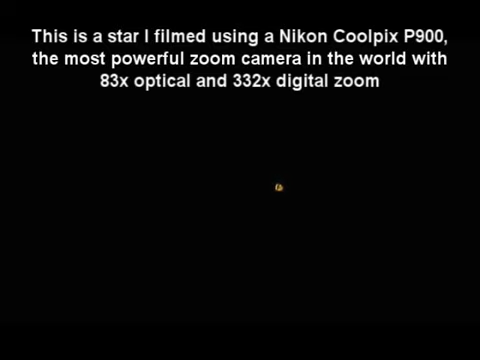 This is a star I filmed using a Nikon Coolpix P900,
the most powerful zoom camera in the world with
83x optical and 332x digital zoom